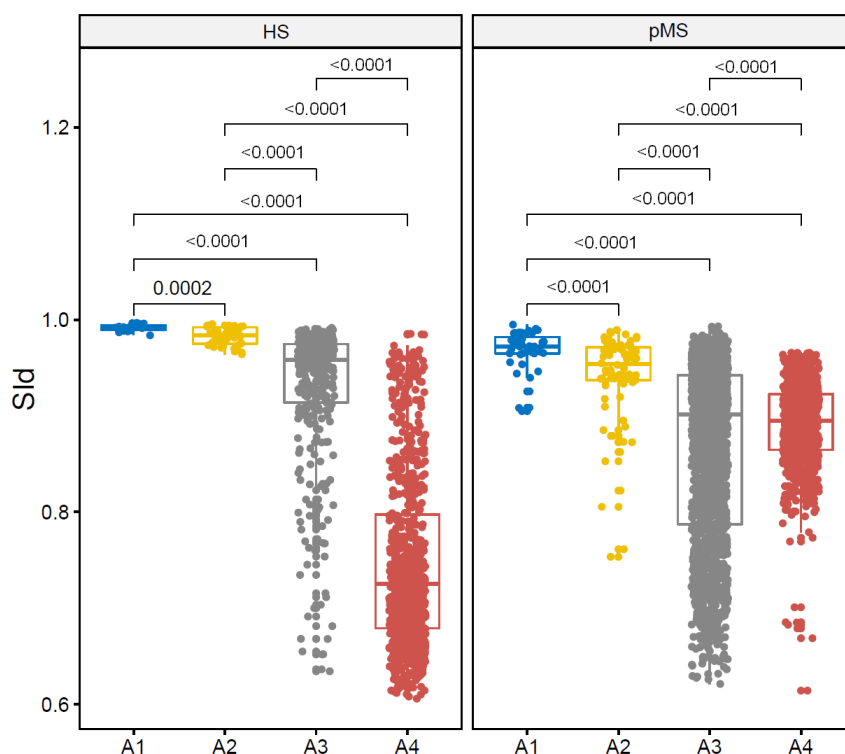 HS pMS
<0.0001 <0.0001
1.2 <0.0001 <0.0001
<0.0001 <0.0001
<0.0001 <0.0001
<0.0001 <0.0001
1.0 0.0002 <0.0001
SId
0.8
0.6
A1 A2 A3 A4 A1 A2 A3 A4